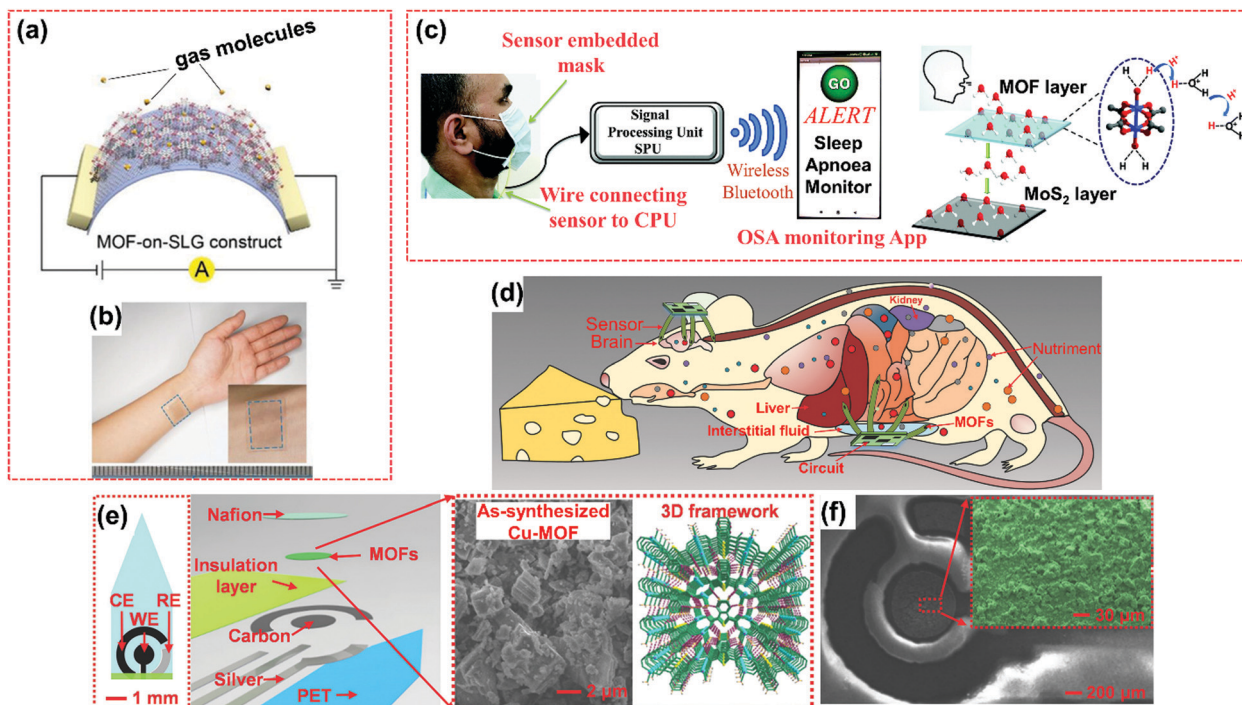 (a)
gas molecules
MOF-on-SLG construct
A
(b)
(c)
Sensor embedded
mask
Signal
Processing Unit
SPU
Wire connecting
sensor to CPU
Wireless
Bluetooth
GO
ALERT
Sleep
Apnoea
Monitor
OSA monitoring App
MOF layer
MoS₂ layer
H
H
H⁺
H
O
H
H
H⁺
H
O
H
H
H
H
(d)
Sensor
Brain
Kidney
Nutriment
Liver
Interstitial fluid
MOFs
Circuit
(e)
CE
RE
WE
1 mm
Nafion
MOFs
Insulation
layer
Carbon
Silver
PET
As-synthesized
Cu-MOF
2 μm
3D framework
(f)
30 μm
200 μm